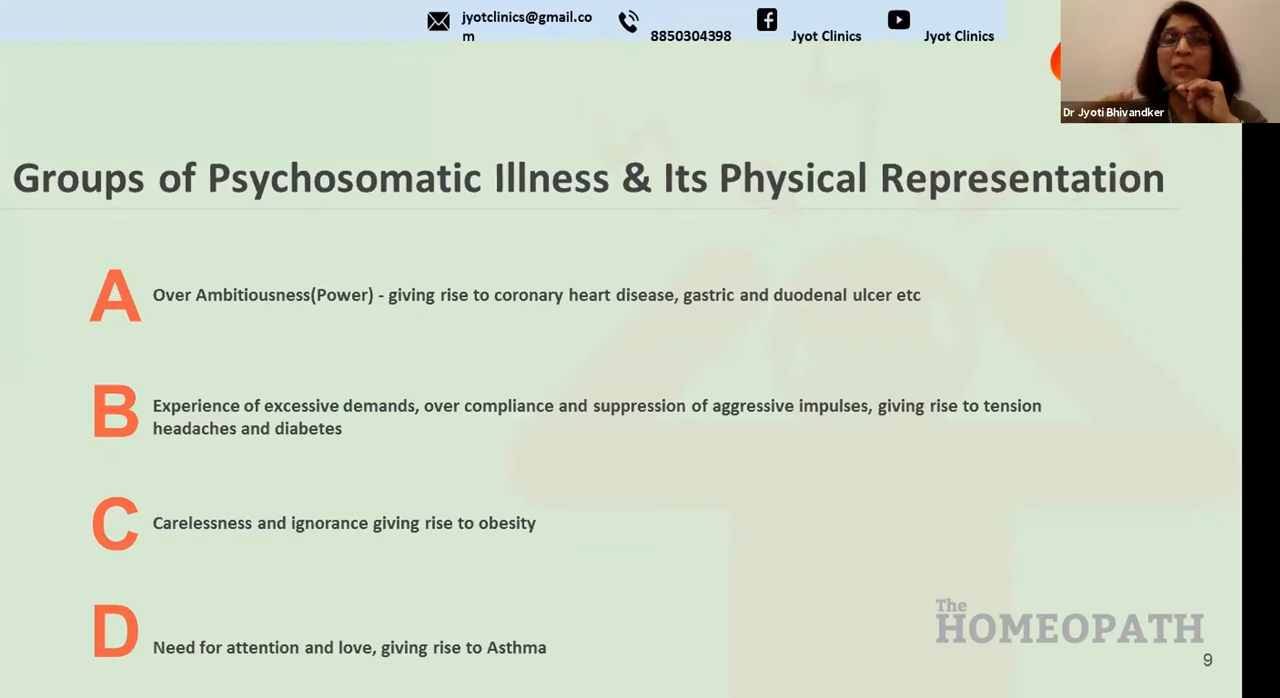 jyotclinics@gmail.co
m
8850304398
Jyot Clinics
Jyot Clinics
Dr Jyoti Bhivandker
Groups of Psychosomatic Illness & Its Physical Representation
A
Over Ambitiousness(Power) - giving rise to coronary heart disease, gastric and duodenal ulcer etc
B
Experience of excessive demands, over compliance and suppression of aggressive impulses, giving rise to tension
headaches and diabetes
C
Carelessness and ignorance giving rise to obesity
D
Need for attention and love, giving rise to Asthma
The
HOMEOPATH
9